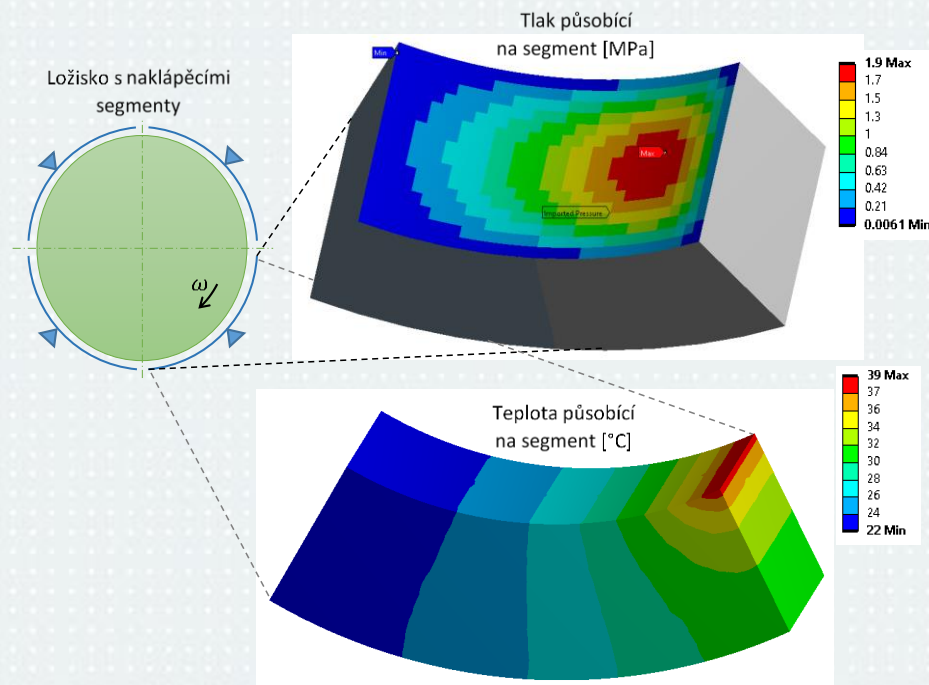 Tlak působící
na segment [MPa]
Ložisko s naklápěcími
segmenty
ω
Min
Max
Imported Pressure
1.9 Max
1.7
1.5
1.3
1
0.84
0.63
0.42
0.21
0.0061 Min
Teplota působící
na segment [°C]
39 Max
37
36
34
32
30
28
26
24
22 Min